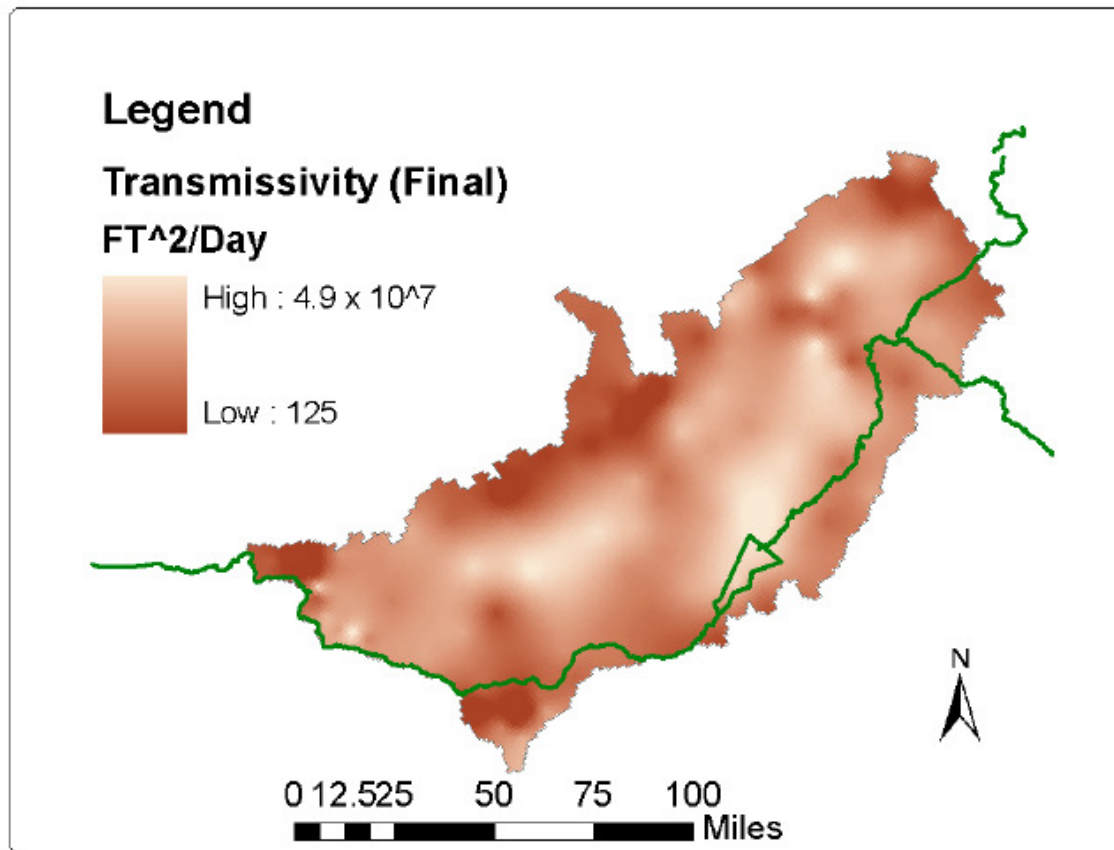 Legend
Transmissivity (Final)
FT^2/Day
High : 4.9 x 10^7
Low : 125
N
0 12.525 50 75 100
Miles